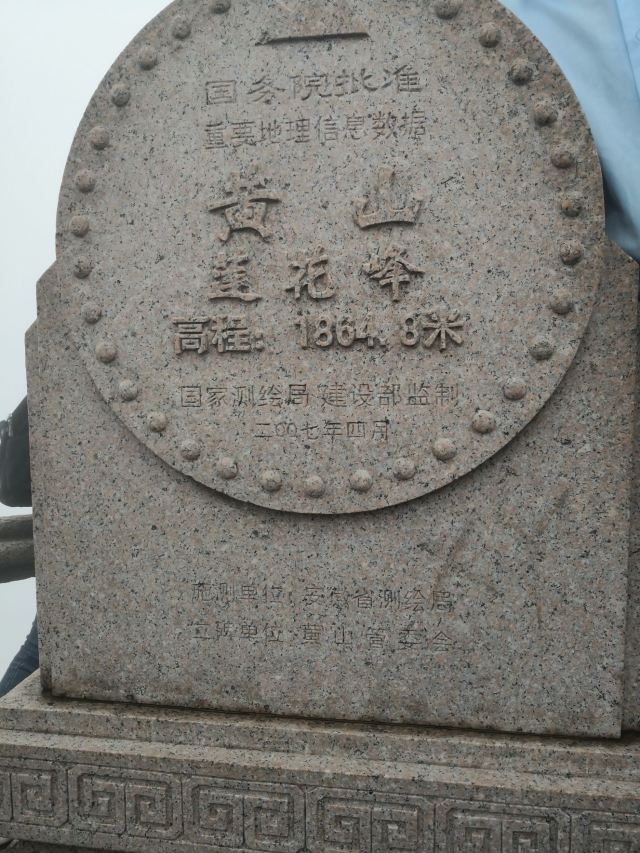 国务院批准
重要地理信息数据
黄山
莲花峰
高程：1864.8米
国家测绘局 建设部监制
二00七年四月
施测单位：安徽省测绘局
立碑单位：黄山管委会